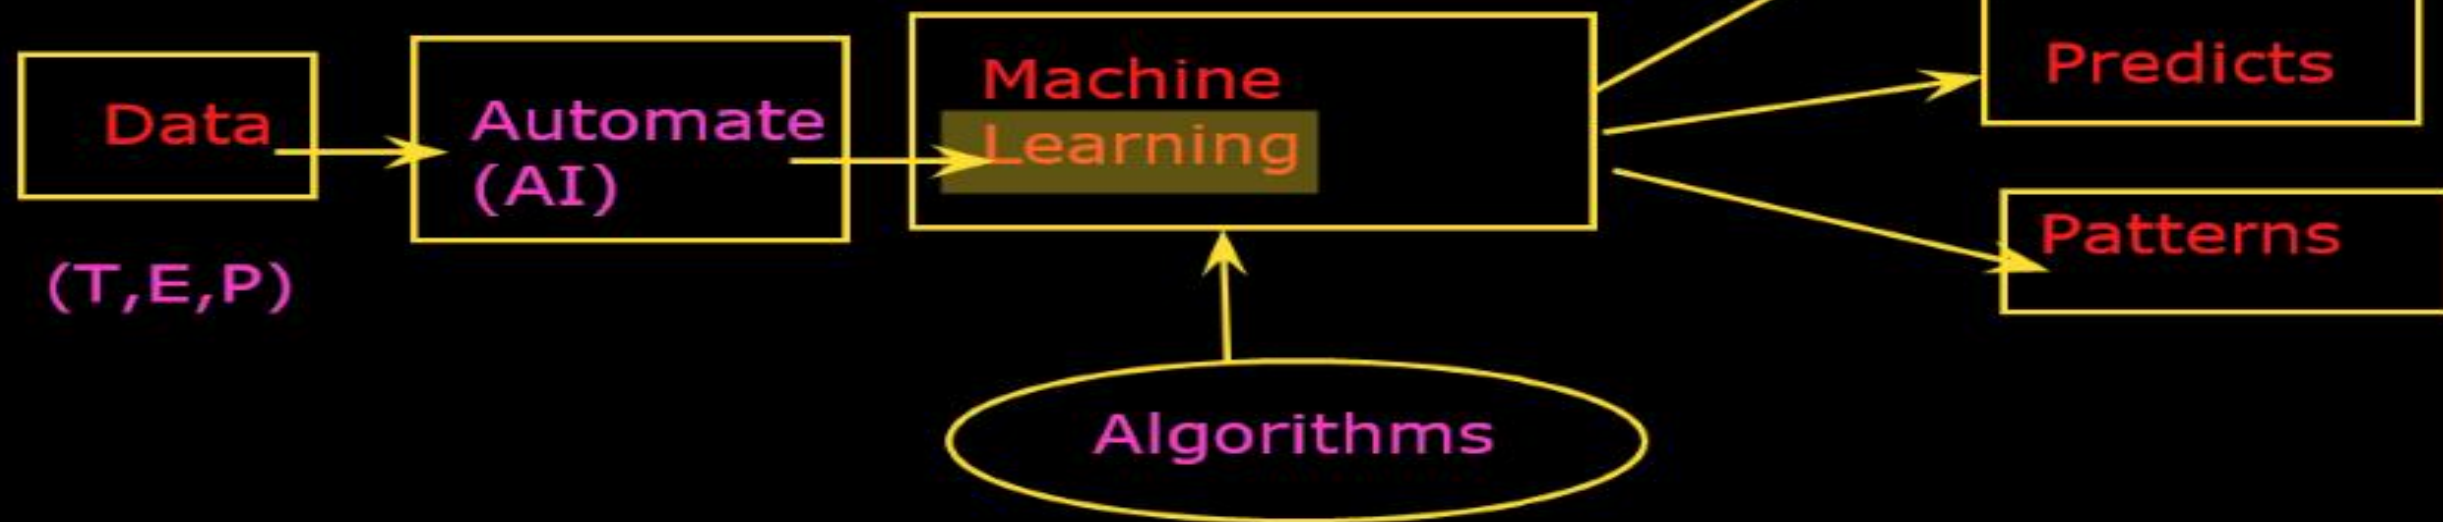 Data
(T,E,P)
Automate
(AI)
Machine
Learning
Algorithms
Predicts
Patterns